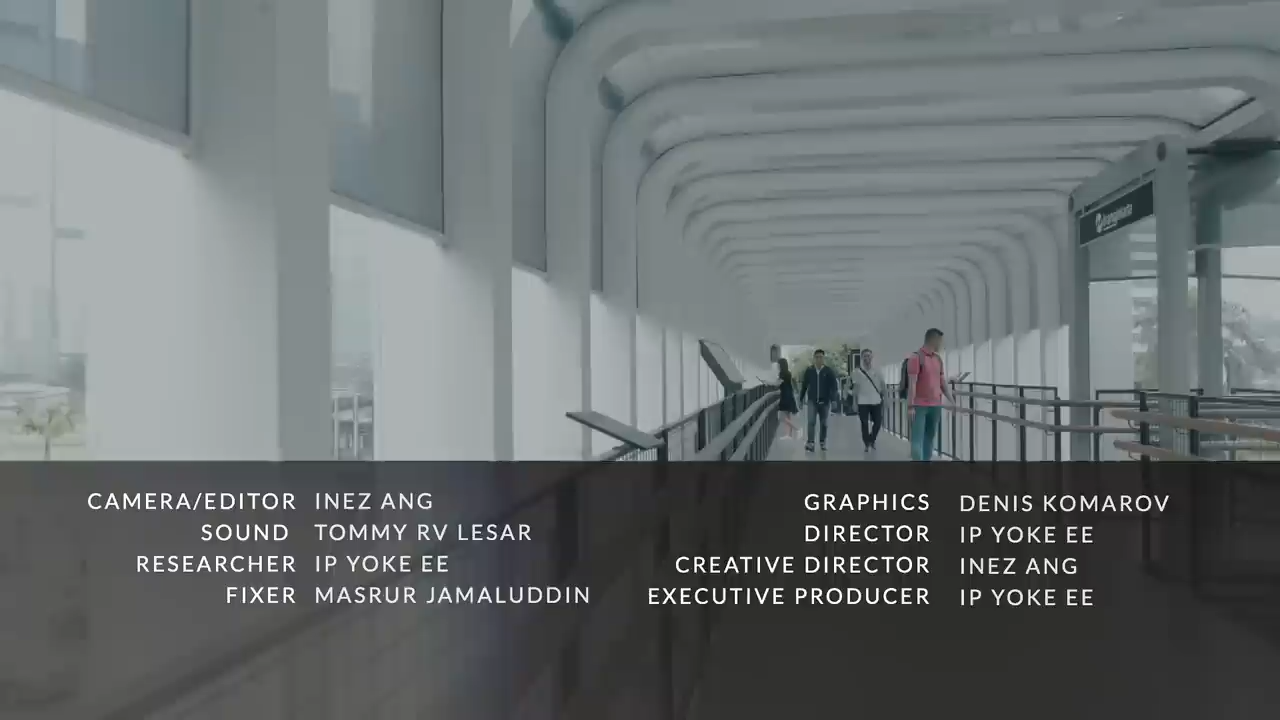 CAMERA/EDITOR INEZ ANG
SOUND TOMMY RV LESAR
RESEARCHER IP YOKE EE
FIXER MASRUR JAMALUDDIN
GRAPHICS DENIS KOMAROV
DIRECTOR IP YOKE EE
CREATIVE DIRECTOR INEZ ANG
EXECUTIVE PRODUCER IP YOKE EE